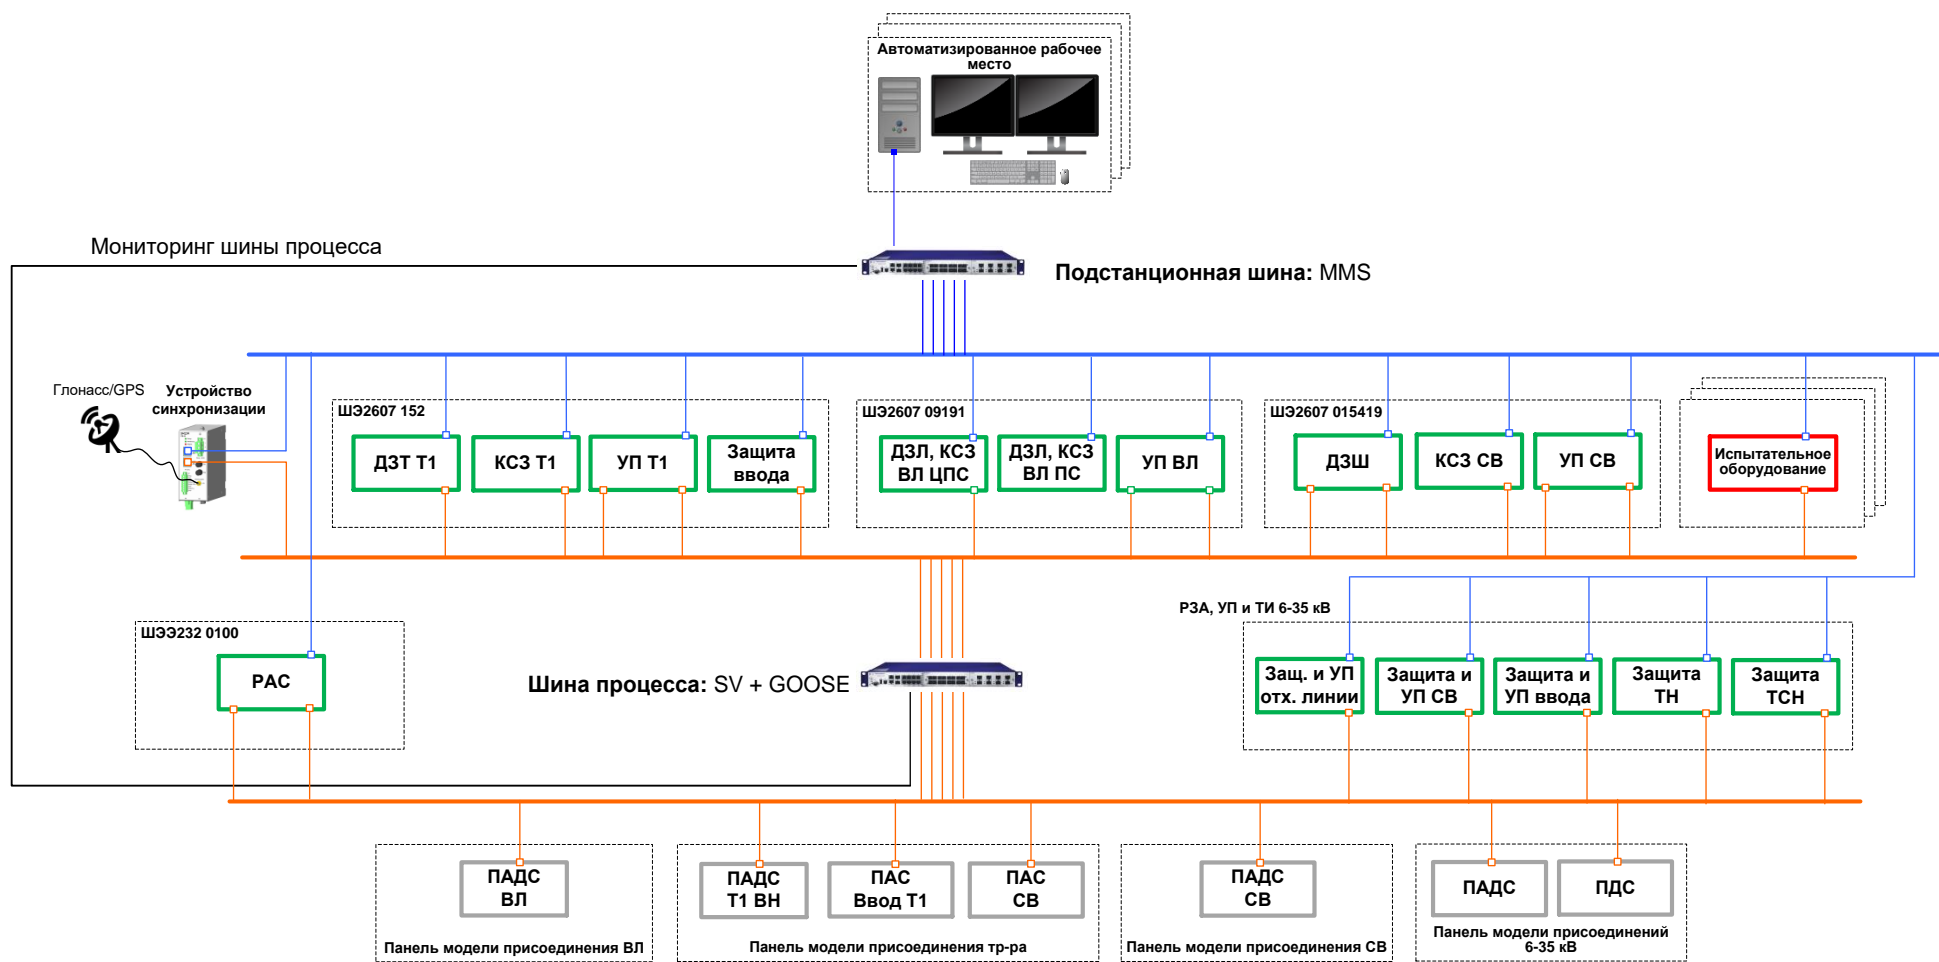 Автоматизированное рабочее
место
Мониторинг шины процесса
Подстанционная шина: MMS
Глонасс/GPS
Устройство
синхронизации
ШЭ2607 152
ДЗТ Т1
КСЗ Т1
УП Т1
Защита
ввода
ШЭ2607 09191
ДЗЛ, КСЗ
ВЛ ЦПС
ДЗЛ, КСЗ
ВЛ ПС
УП ВЛ
ШЭ2607 015419
ДЗШ
КСЗ СВ
УП СВ
Испытательное
оборудование
РЗА, УП и ТИ 6-35 кВ
ШЭЭ232 0100
РАС
Шина процесса: SV + GOOSE
Защ. и УП
отх. линии
Защита и
УП СВ
Защита и
УП ввода
Защита
ТН
Защита
ТСН
ПАДС
ВЛ
Панель модели присоединения ВЛ
ПАДС
Т1 ВН
ПАС
Ввод Т1
ПАС
СВ
Панель модели присоединения тр-ра
ПАДС
СВ
Панель модели присоединения СВ
ПАДС
ПДС
Панель модели присоединений
6-35 кВ